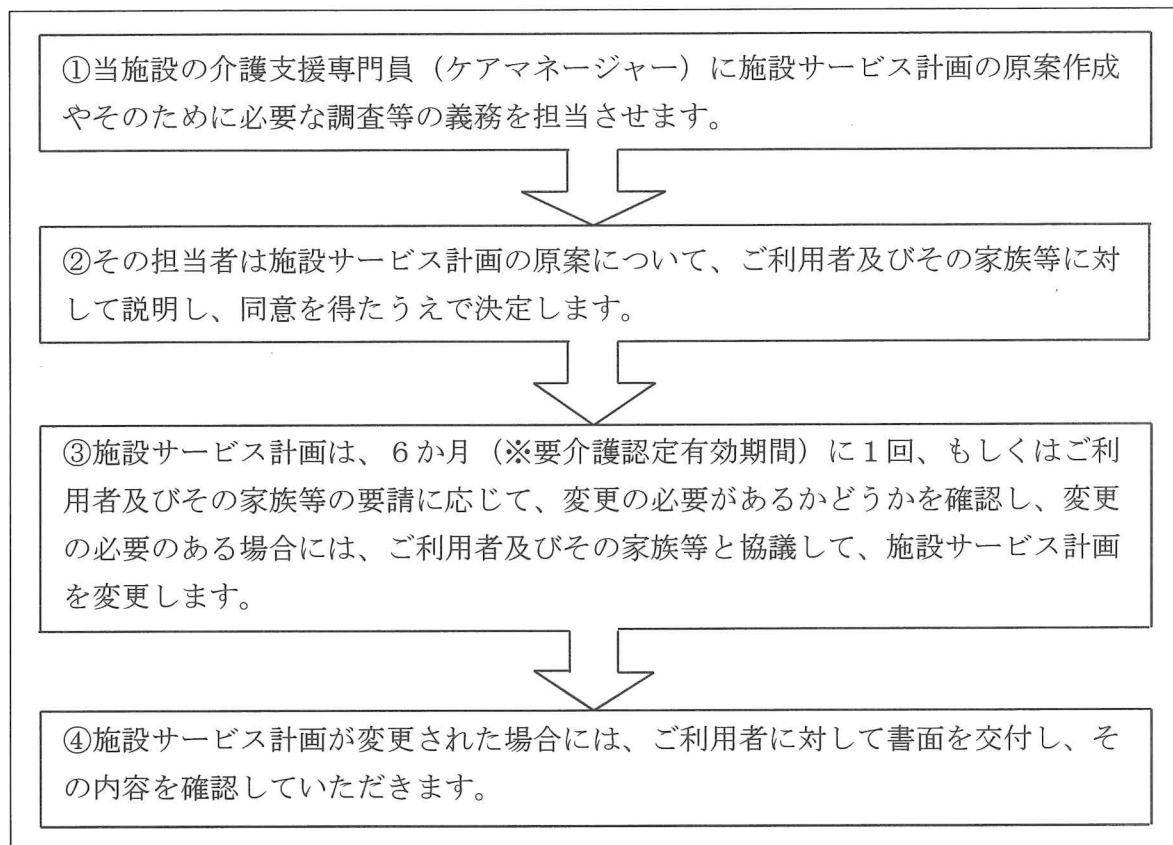 ①当施設の介護支援専門員（ケアマネージャー）に施設サービス計画の原案作成
やそのために必要な調査等の義務を担当させます。
②その担当者は施設サービス計画の原案について、ご利用者及びその家族等に対
して説明し、同意を得たうえで決定します。
③施設サービス計画は、６か月（※要介護認定有効期間）に１回、もしくはご利
用者及びその家族等の要請に応じて、変更の必要があるかどうかを確認し、変更
の必要のある場合には、ご利用者及びその家族等と協議して、施設サービス計画
を変更します。
④施設サービス計画が変更された場合には、ご利用者に対して書面を交付し、そ
の内容を確認していただきます。